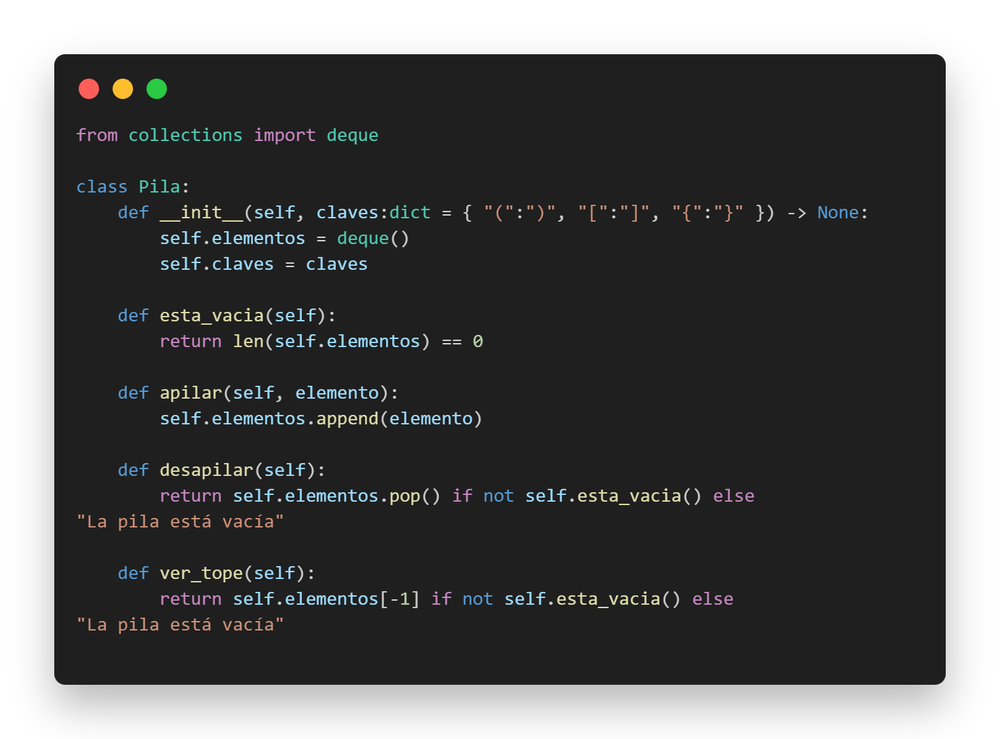 from collections import deque

class Pila:
    def __init__(self, claves:dict = { "(":")", "[":"]", "{":"}" }) -> None:
        self.elementos = deque()
        self.claves = claves

    def esta_vacia(self):
        return len(self.elementos) == 0

    def apilar(self, elemento):
        self.elementos.append(elemento)

    def desapilar(self):
        return self.elementos.pop() if not self.esta_vacia() else
"La pila está vacía"

    def ver_tope(self):
        return self.elementos[-1] if not self.esta_vacia() else
"La pila está vacía"